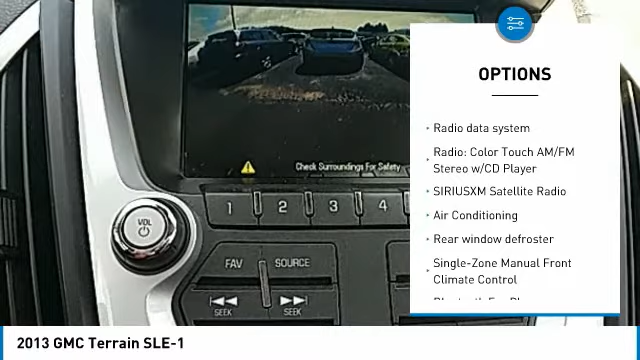 OPTIONS
Radio data system
Radio: Color Touch AM/FM
Stereo w/CD Player
SIRIUSXM Satellite Radio
Air Conditioning
Rear window defroster
Single-Zone Manual Front
Climate Control
Check Surroundings For Safety
1 2 3 4
VOL
FAV SOURCE
SEEK SEEK
2013 GMC Terrain SLE-1